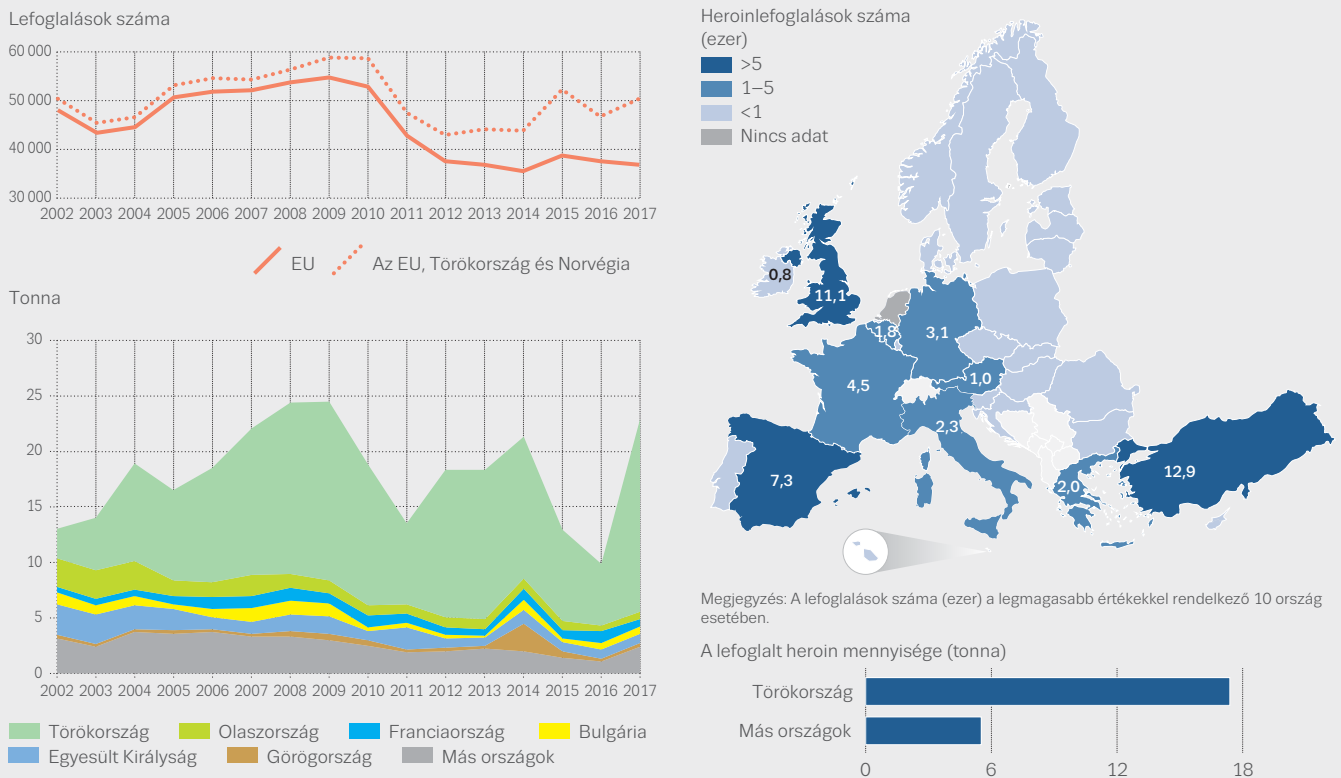 Lefoglalások száma
60 000
50 000
40 000
30 000
2002 2003 2004 2005 2006 2007 2008 2009 2010 2011 2012 2013 2014 2015 2016 2017
EU Az EU, Törökország és Norvégia
Tonna
30
25
20
15
10
5
0
2002 2003 2004 2005 2006 2007 2008 2009 2010 2011 2012 2013 2014 2015 2016 2017
Törökország Olaszország Franciaország Bulgária
Egyesült Királyság Görögország Más országok
Heroinlefoglalások száma
(ezer)
>5
1–5
<1
Nincs adat
0,8
11,1
1,8
3,1
4,5
1,0
2,3
7,3
2,0
12,9
Megjegyzés: A lefoglalások száma (ezer) a legmagasabb értékekkel rendelkező 10 ország
esetében.
A lefoglalt heroin mennyisége (tonna)
Törökország
Más országok
0 6 12 18